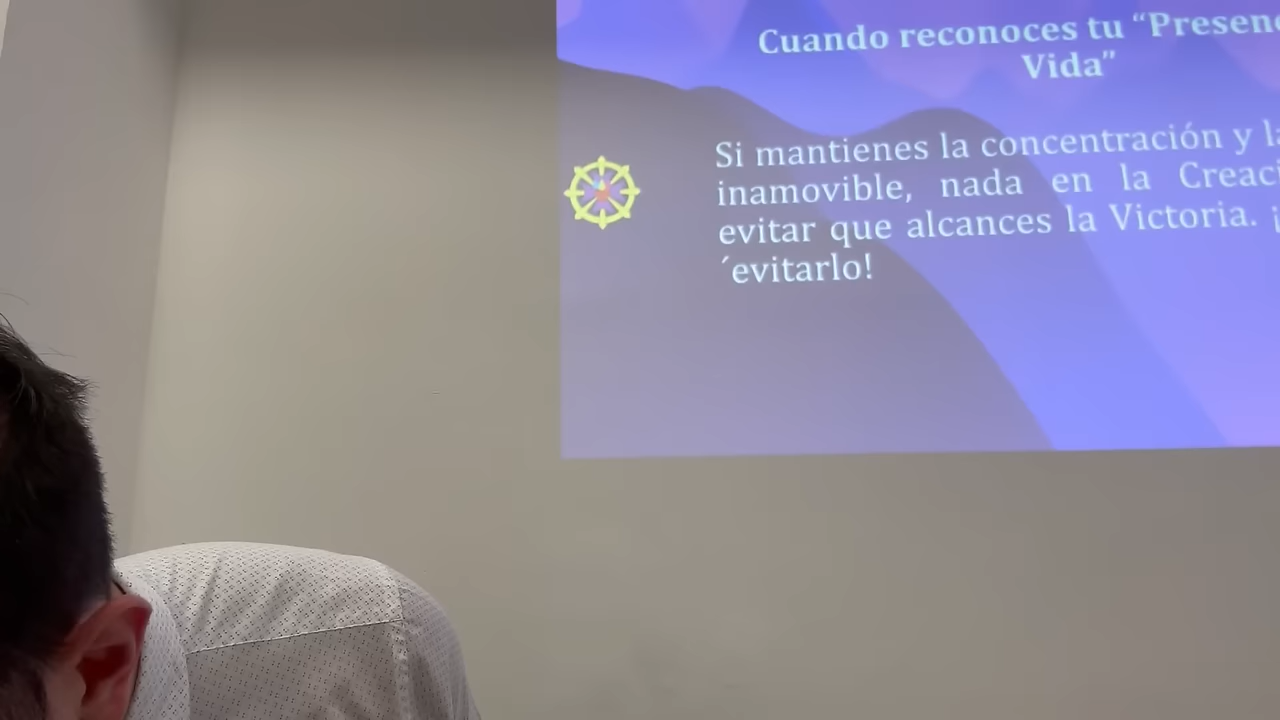 Cuando reconoces tu “Presenc
Vida”
Si mantienes la concentración y la
inamovible, nada en la Creaci
evitar que alcances la Victoria. ¡
´evitarlo!